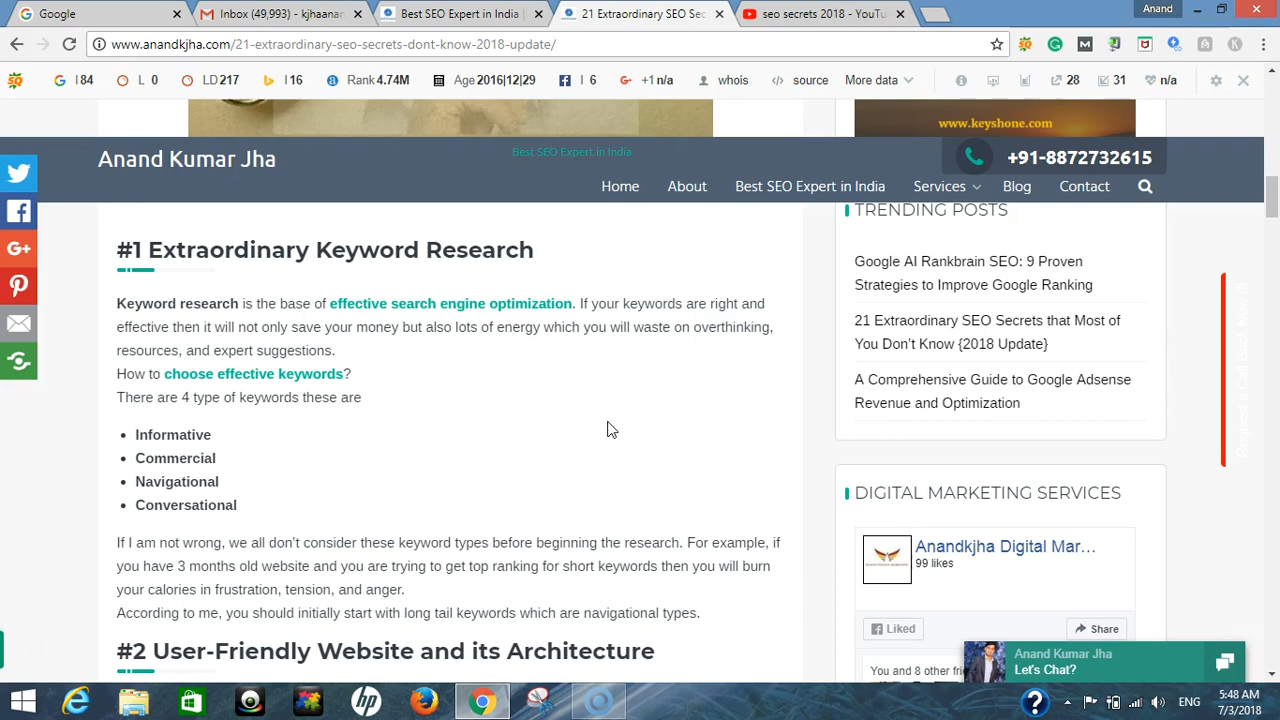 Google
Inbox (49,993) - kjhaanan
Best SEO Expert in India |
21 Extraordinary SEO Sec
seo secrets 2018 - YouTu
Anand
www.anandkjha.com/21-extraordinary-seo-secrets-dont-know-2018-update/
I 84
L 0
LD 217
I 16
Rank 4.74M
Age 2016|12|29
I 6
+1 n/a
whois
source
More data
28
31
n/a
www.keyshone.com
Anand Kumar Jha
Best SEO Expert in India
+91-8872732615
Home
About
Best SEO Expert in India
Services
Blog
Contact
#1 Extraordinary Keyword Research
Keyword research is the base of effective search engine optimization. If your keywords are right and
effective then it will not only save your money but also lots of energy which you will waste on overthinking,
resources, and expert suggestions.
How to choose effective keywords?
There are 4 type of keywords these are
• Informative
• Commercial
• Navigational
• Conversational
If I am not wrong, we all don't consider these keyword types before beginning the research. For example, if
you have 3 months old website and you are trying to get top ranking for short keywords then you will burn
your calories in frustration, tension, and anger.
According to me, you should initially start with long tail keywords which are navigational types.
#2 User-Friendly Website and its Architecture
TRENDING POSTS
Google AI Rankbrain SEO: 9 Proven
Strategies to Improve Google Ranking
21 Extraordinary SEO Secrets that Most of
You Don't Know {2018 Update}
A Comprehensive Guide to Google Adsense
Revenue and Optimization
Request a Call Back Now !!!
DIGITAL MARKETING SERVICES
Anandkjha Digital Mar...
99 likes
Liked
Share
You and 8 other fri
Anand Kumar Jha
Let's Chat?
ENG
5:48 AM
7/3/2018